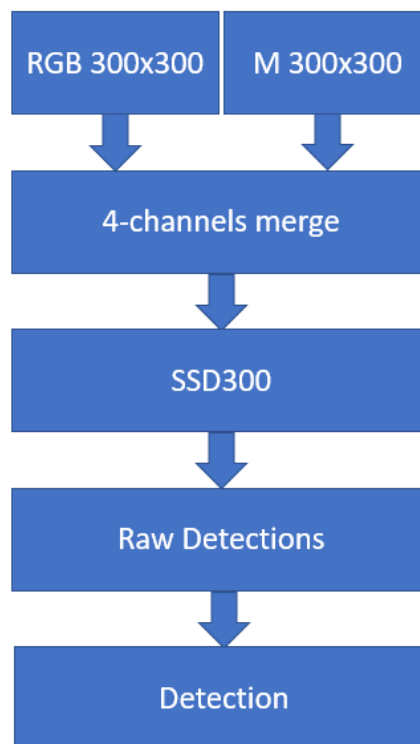 RGB 300x300
M 300x300
4-channels merge
SSD300
Raw Detections
Detection